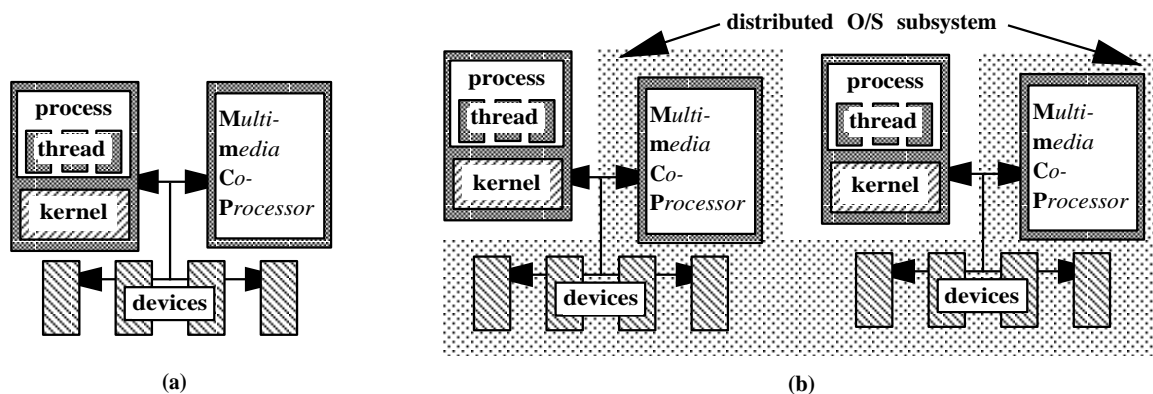 distributed O/S subsystem
process
thread
kernel
Multi-
media
Co-
Processor
devices
(a)
process
thread
kernel
Multi-
media
Co-
Processor
devices
process
thread
kernel
Multi-
media
Co-
Processor
devices
(b)